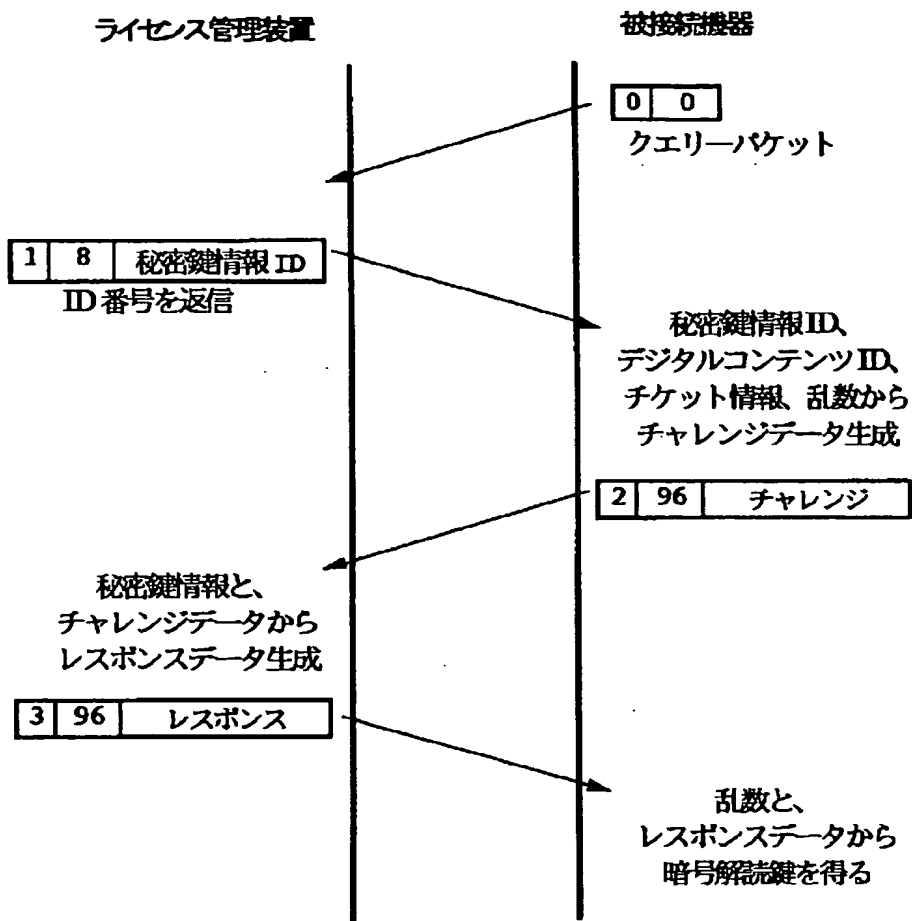 ライセンス管理装置
被接続機器
0 0
クエリーパケット
1 8 秘密鍵情報ID
ID番号を返信
秘密鍵情報ID、
デジタルコンテンツID、
チケット情報、乱数から
チャレンジデータ生成
2 96 チャレンジ
秘密鍵情報と、
チャレンジデータから
レスポンスデータ生成
3 96 レスポンス
乱数と、
レスポンスデータから
暗号解読鍵を得る